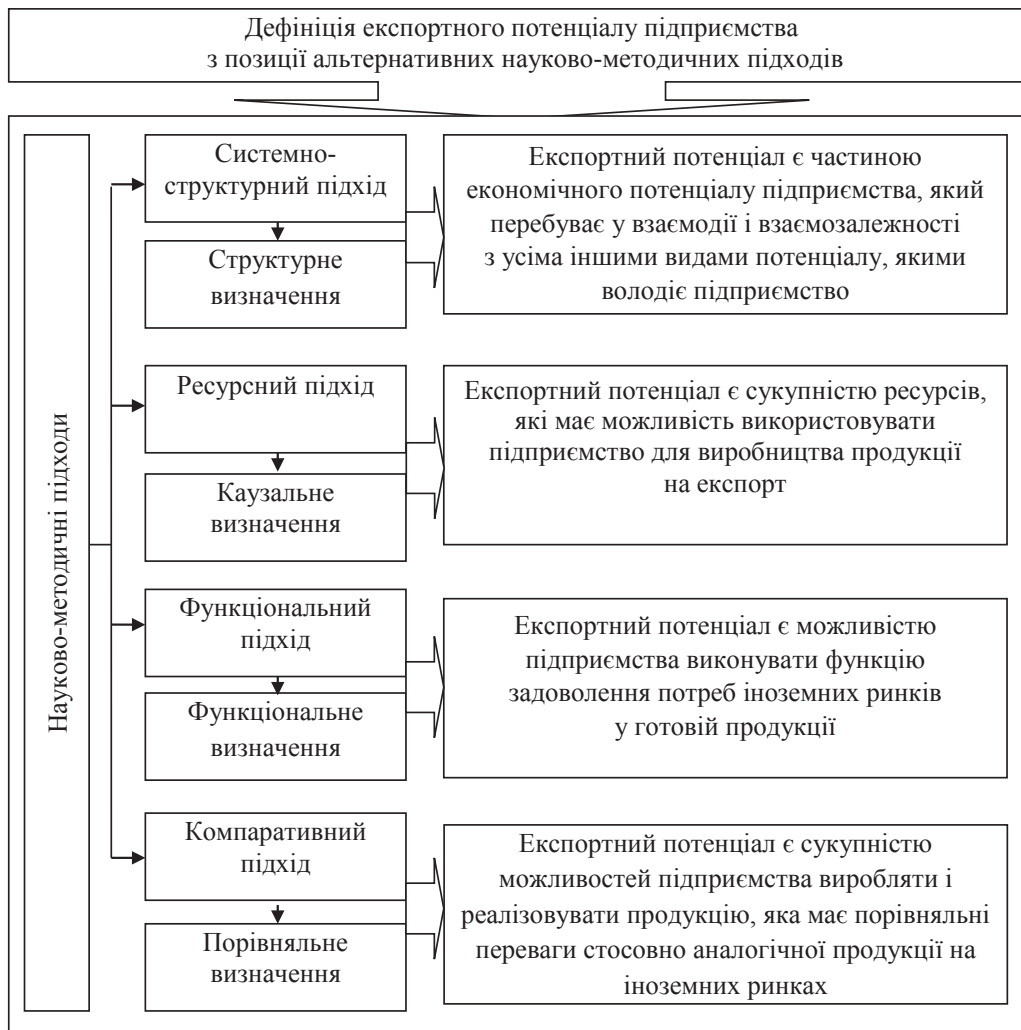 Дефініція експортного потенціалу підприємства
з позиції альтернативних науково-методичних підходів
Науково-методичні підходи
Системно-
структурний підхід
Структурне
визначення
Експортний потенціал є частиною
економічного потенціалу підприємства, який
перебуває у взаємодії і взаємозалежності
з усіма іншими видами потенціалу, якими
володіє підприємство
Ресурсний підхід
Каузальне
визначення
Експортний потенціал є сукупністю ресурсів,
які має можливість використовувати
підприємство для виробництва продукції
на експорт
Функціональний
підхід
Функціональне
визначення
Експортний потенціал є можливістю
підприємства виконувати функцію
задоволення потреб іноземних ринків
у готовій продукції
Компаративний
підхід
Порівняльне
визначення
Експортний потенціал є сукупністю
можливостей підприємства виробляти і
реалізовувати продукцію, яка має порівняльні
переваги стосовно аналогічної продукції на
іноземних ринках